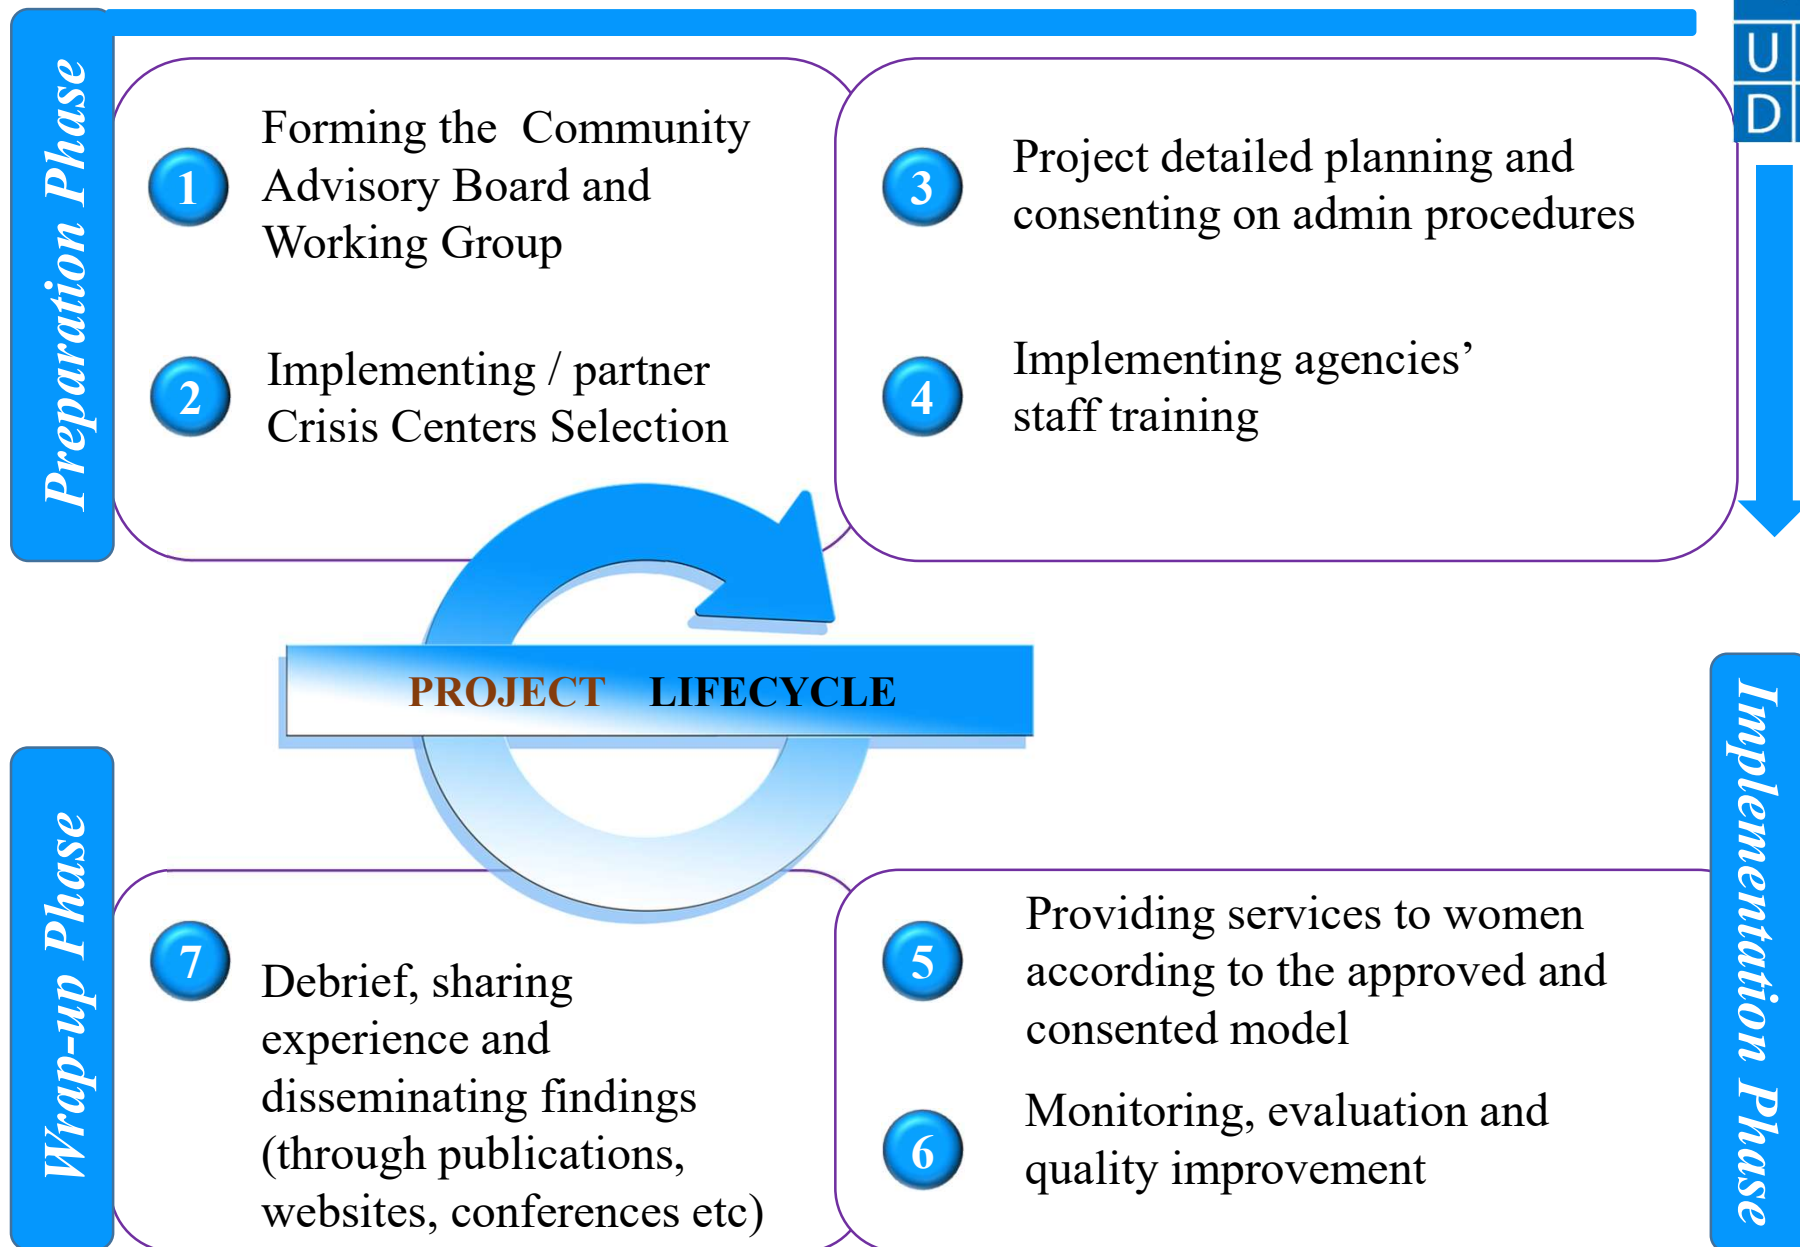 Preparation Phase
1
Forming the Community
Advisory Board and
Working Group
2
Implementing / partner
Crisis Centers Selection
3
Project detailed planning and
consenting on admin procedures
4
Implementing agencies’
staff training
U
D
PROJECT LIFECYCLE
Implementation Phase
5
Providing services to women
according to the approved and
consented model
6
Monitoring, evaluation and
quality improvement
Wrap-up Phase
7
Debrief, sharing
experience and
disseminating findings
(through publications,
websites, conferences etc)